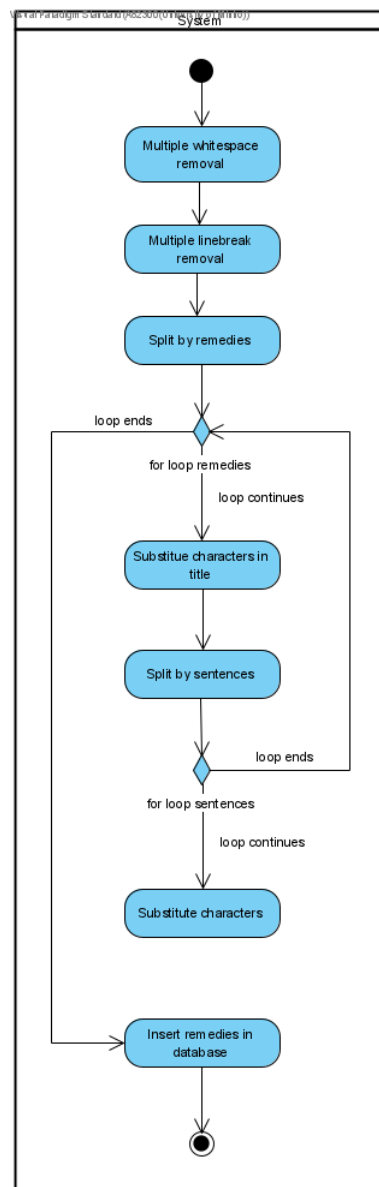 System
Multiple whitespace
removal
Multiple linebreak
removal
Split by remedies
loop ends
for loop remedies
loop continues
Substitue characters in
title
Split by sentences
loop ends
for loop sentences
loop continues
Substitute characters
Insert remedies in
database